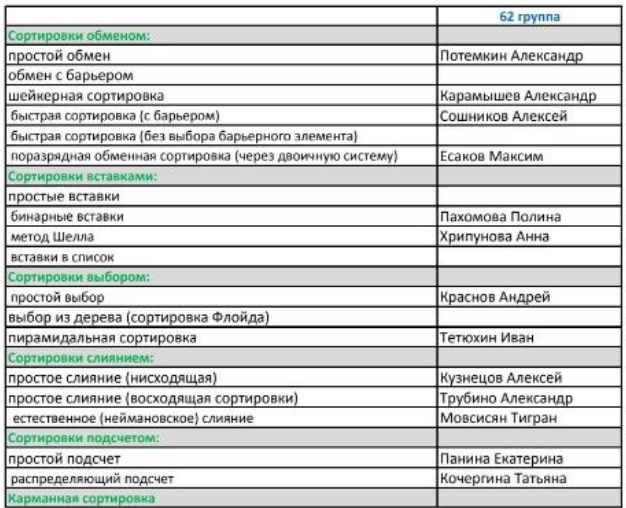 62 группа
Сортировки обменом:
простой обмен Потемкин Александр
обмен с барьером
шейкерная сортировка Карамышев Александр
быстрая сортировка (с барьером) Сошников Алексей
быстрая сортировка (без выбора барьерного элемента)
поразрядная обменная сортировка (через двоичную систему) Есаков Максим
Сортировки вставками:
простые вставки
бинарные вставки Пахомова Полина
метод Шелла Хрипунова Анна
вставки в список
Сортировки выбором:
простой выбор Краснов Андрей
выбор из дерева (сортировка Флойда)
пирамидальная сортировка Тетюхин Иван
Сортировки слиянием:
простое слияние (нисходящая) Кузнецов Алексей
простое слияние (восходящая сортировки) Трубино Александр
естественное (неймановское) слияние Мовсисян Тигран
Сортировки подсчетом:
простой подсчет Панина Екатерина
распределяющий подсчет Кочергина Татьяна
Карманная сортировка